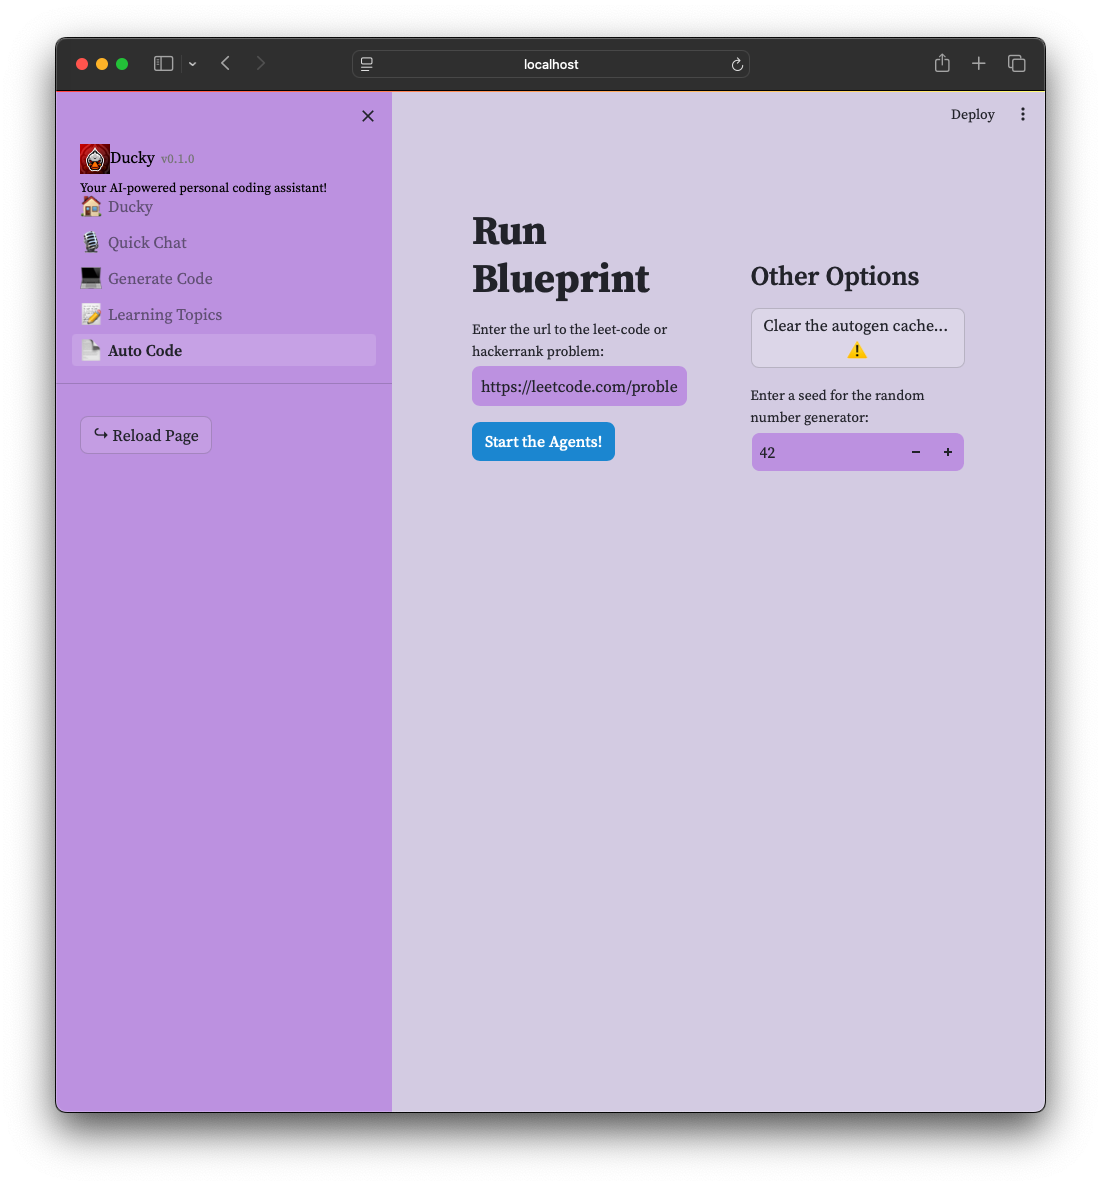 localhost
Deploy
Ducky v0.1.0
Your AI-powered personal coding assistant!
Ducky
Quick Chat
Generate Code
Learning Topics
Auto Code
Reload Page
Run
Blueprint
Enter the url to the leet-code or
hackerrank problem:
https://leetcode.com/proble
Start the Agents!
Other Options
Clear the autogen cache...
Enter a seed for the random
number generator:
42